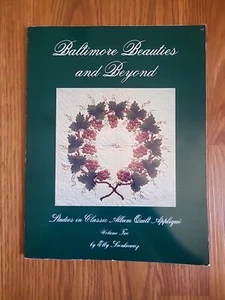 Baltimore Beauties
and Beyond
Studies in Classic Album Quilt Appliqué
Volume Two
by Elly Sienkiewicz